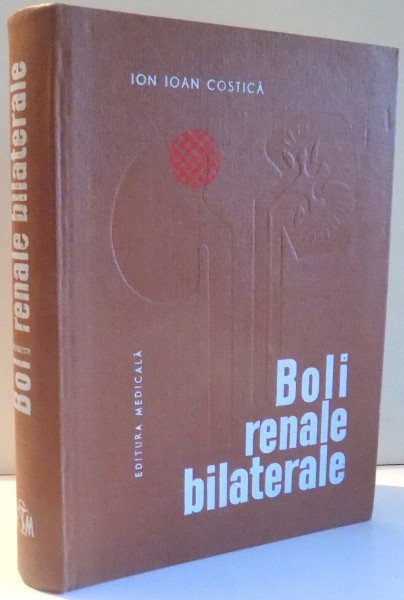 ION IOAN COSTICĂ
EDITURA MEDICALĂ
Boli
renale
bilaterale
Boli renale bilaterale